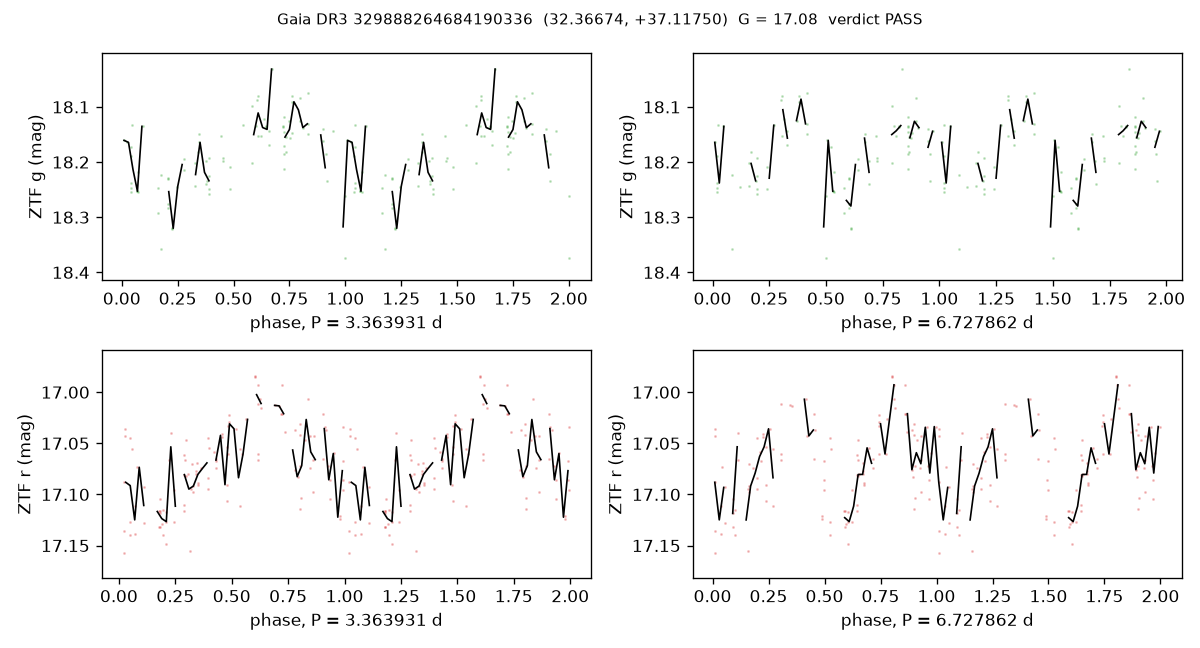 Gaia DR3 329888264684190336  (32.36674, +37.11750)  G = 17.08  verdict PASS
ZTF g (mag)
18.1
18.2
18.3
18.4
0.00 0.25 0.50 0.75 1.00 1.25 1.50 1.75 2.00
phase, P = 3.363931 d
ZTF g (mag)
18.1
18.2
18.3
18.4
0.00 0.25 0.50 0.75 1.00 1.25 1.50 1.75 2.00
phase, P = 6.727862 d
ZTF r (mag)
17.00
17.05
17.10
17.15
0.00 0.25 0.50 0.75 1.00 1.25 1.50 1.75 2.00
phase, P = 3.363931 d
ZTF r (mag)
17.00
17.05
17.10
17.15
0.00 0.25 0.50 0.75 1.00 1.25 1.50 1.75 2.00
phase, P = 6.727862 d